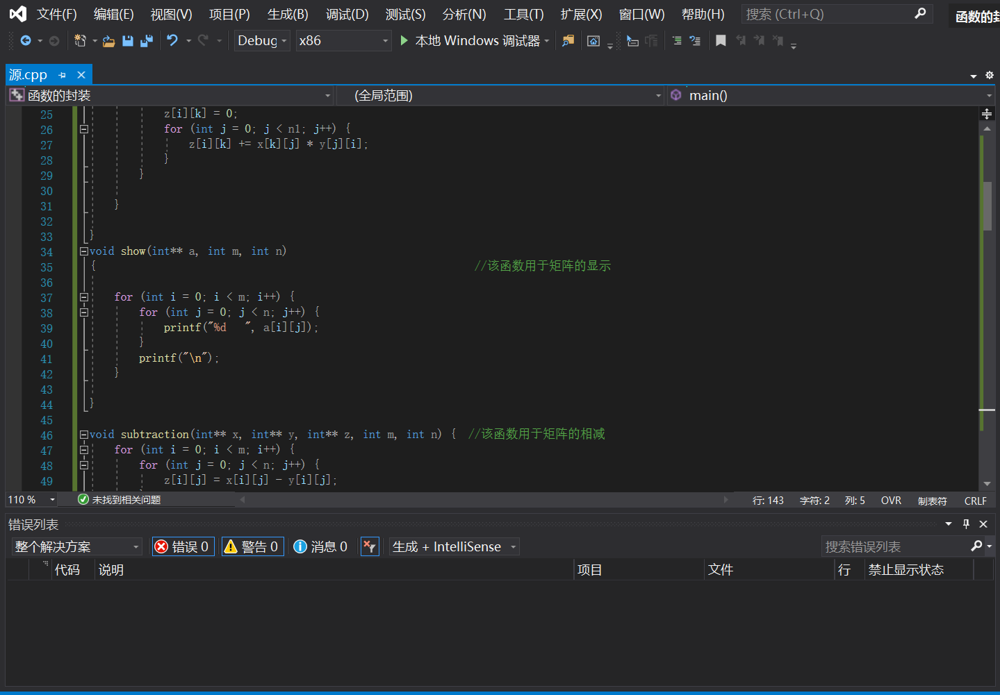 文件(F) 编辑(E) 视图(V) 项目(P) 生成(B) 调试(D) 测试(S) 分析(N) 工具(T) 扩展(X) 窗口(W) 帮助(H) 搜索 (Ctrl+Q) 函数的封
Debug x86 本地 Windows 调试器
源.cpp
函数的封装 (全局范围) main()
25 z[i][k] = 0;
26 for (int j = 0; j < n1; j++) {
27 z[i][k] += x[k][j] * y[j][i];
28 }
29 }
30
31 }
32
33 }
34 void show(int** a, int m, int n)
35 { //该函数用于矩阵的显示
36
37 for (int i = 0; i < m; i++) {
38 for (int j = 0; j < n; j++) {
39 printf("%d   ", a[i][j]);
40 }
41 printf("\n");
42 }
43
44 }
45
46 void subtraction(int** x, int** y, int** z, int m, int n) { //该函数用于矩阵的相减
47 for (int i = 0; i < m; i++) {
48 for (int j = 0; j < n; j++) {
49 z[i][j] = x[i][j] - y[i][j];
110 % 未找到相关问题 行: 143 字符: 2 列: 5 OVR 制表符 CRLF
错误列表
整个解决方案 错误 0 警告 0 消息 0 生成 + IntelliSense 搜索错误列表
代码 说明 项目 文件 行 禁止显示状态